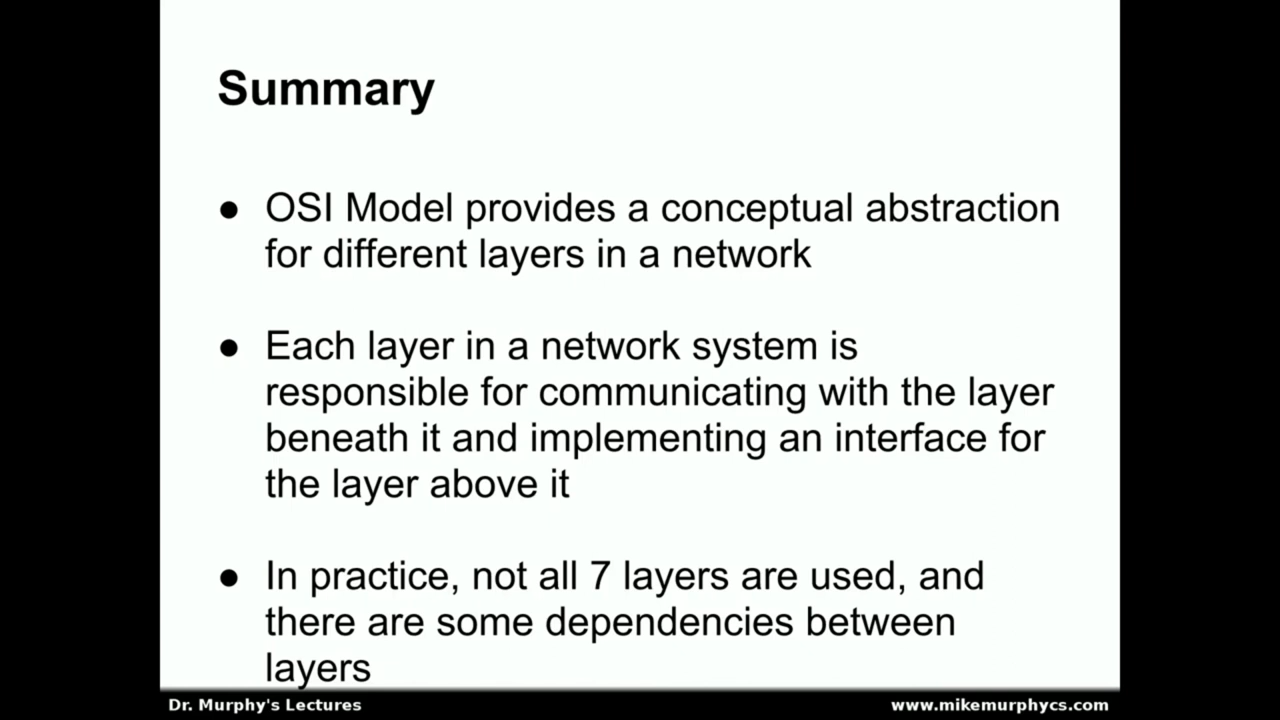 Summary
● OSI Model provides a conceptual abstraction
for different layers in a network
● Each layer in a network system is
responsible for communicating with the layer
beneath it and implementing an interface for
the layer above it
● In practice, not all 7 layers are used, and
there are some dependencies between
layers
Dr. Murphy's Lectures
www.mikemurphycs.com